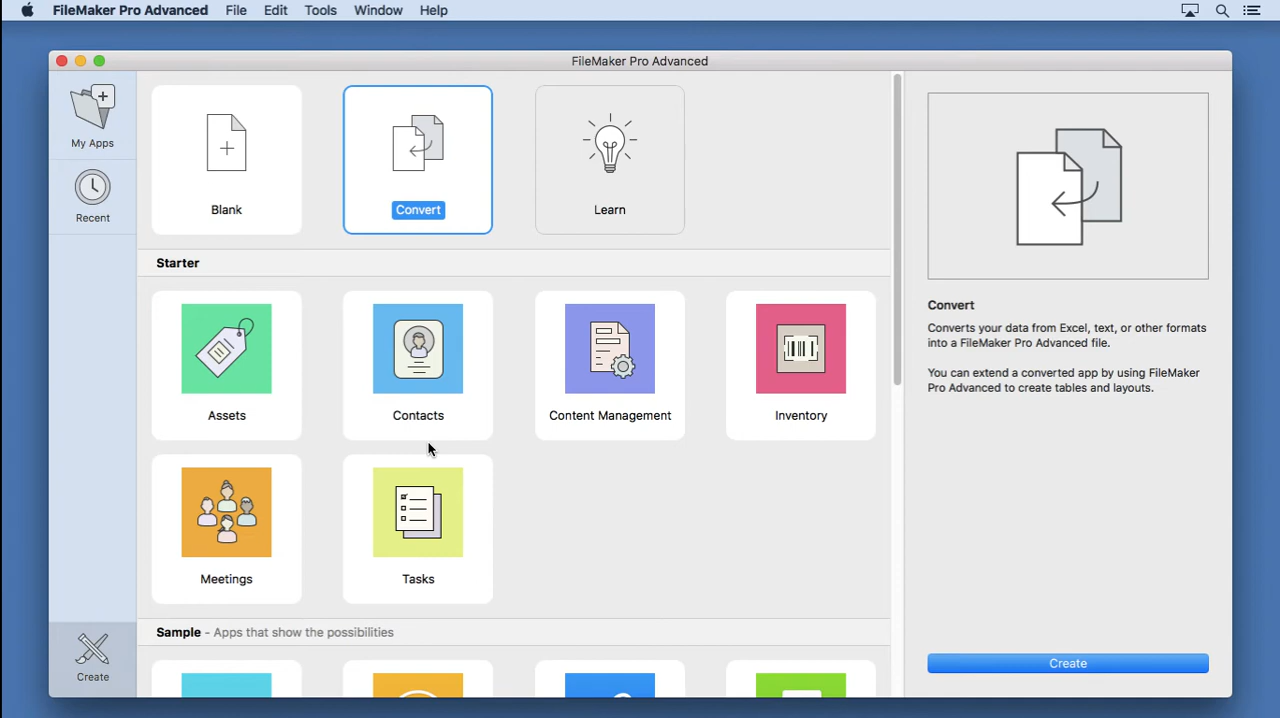 FileMaker Pro Advanced File Edit Tools Window Help
FileMaker Pro Advanced
My Apps
Recent
Create
Blank
Convert
Learn
Starter
Assets
Contacts
Content Management
Inventory
Meetings
Tasks
Sample - Apps that show the possibilities
Convert
Converts your data from Excel, text, or other formats
into a FileMaker Pro Advanced file.
You can extend a converted app by using FileMaker
Pro Advanced to create tables and layouts.
Create